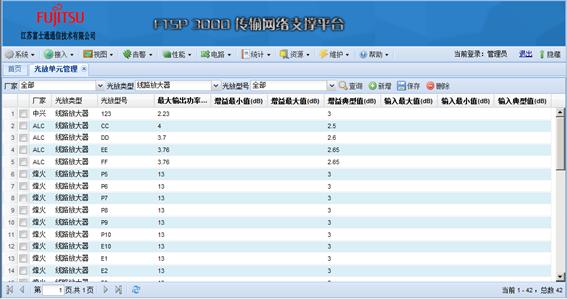 FUJITSU
江苏富士通通信技术有限公司
FTSP 3000 传输网络支撑平台
系统 接入 视图 告警 性能 电路 统计 资源 维护 帮助 当前登录: 管理员 退出 隐藏
首页 光放单元管理
厂家 全部 光放类型 线路放大器 光放型号 全部 查询 新增 保存 删除
厂家 光放类型 光放型号 最大输出功率... 增益最小值(dB) 增益最大值(dB) 增益典型值(dB) 输入最大值(dB) 输入最小值(dB) 输入典型值(dB)
1 中兴 线路放大器 123 2.23 3
2 ALC 线路放大器 CC 4 2.5
3 ALC 线路放大器 DD 3.7 2.6
4 ALC 线路放大器 EE 3.76 2.65
5 ALC 线路放大器 FF 3.76 2.65
6 烽火 线路放大器 P5 13 3
7 烽火 线路放大器 P6 13 3
8 烽火 线路放大器 P7 13 3
9 烽火 线路放大器 P8 13 3
10 烽火 线路放大器 P9 13 3
11 烽火 线路放大器 P10 13 3
12 烽火 线路放大器 E10 13 3
13 烽火 线路放大器 E1 13 3
14 烽火 线路放大器 E2 13 3
第 1 页,共 1 页 当前 1 - 42 , 总数 42